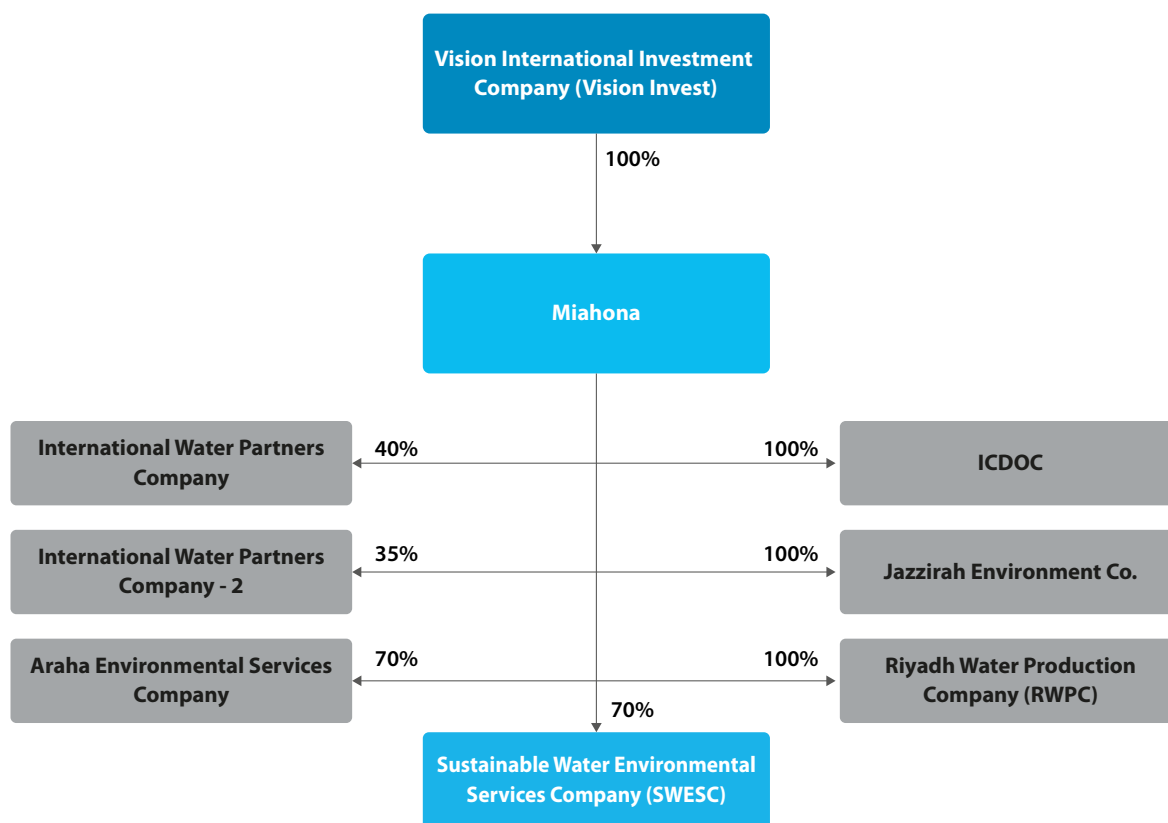 Vision International Investment
Company (Vision Invest)
100%
Miahona
International Water Partners
Company
40%
100%
ICDOC
International Water Partners
Company - 2
35%
100%
Jazzirah Environment Co.
Araha Environmental Services
Company
70%
100%
Riyadh Water Production
Company (RWPC)
70%
Sustainable Water Environmental
Services Company (SWESC)